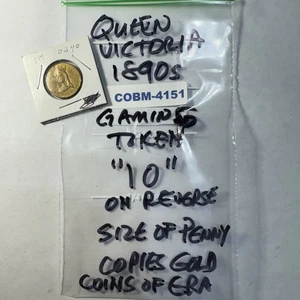 QUEEN
VICTORIA
1890s
COBM-4151
GAMING
TOKEN
"10"
ON REVERSE
SIZE OF PENNY
COPIES GOLD
COINS OF ERA